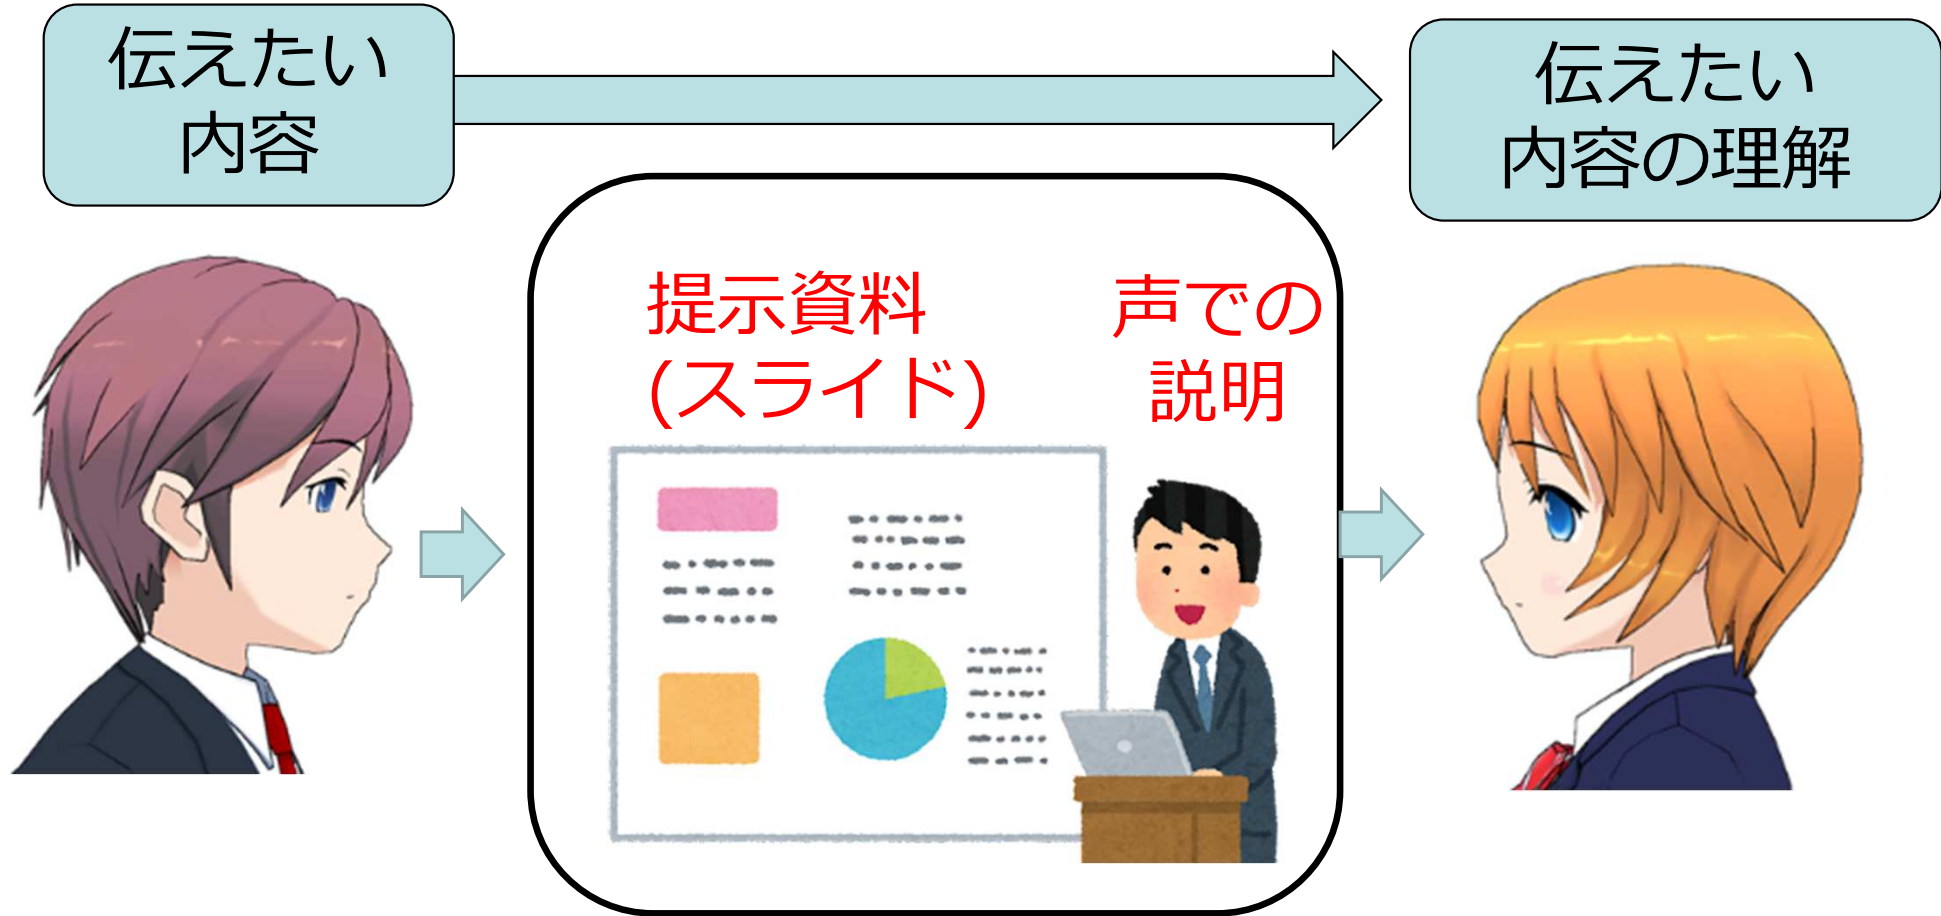 伝えたい
内容
伝えたい
内容の理解
提示資料
(スライド)
声での
説明